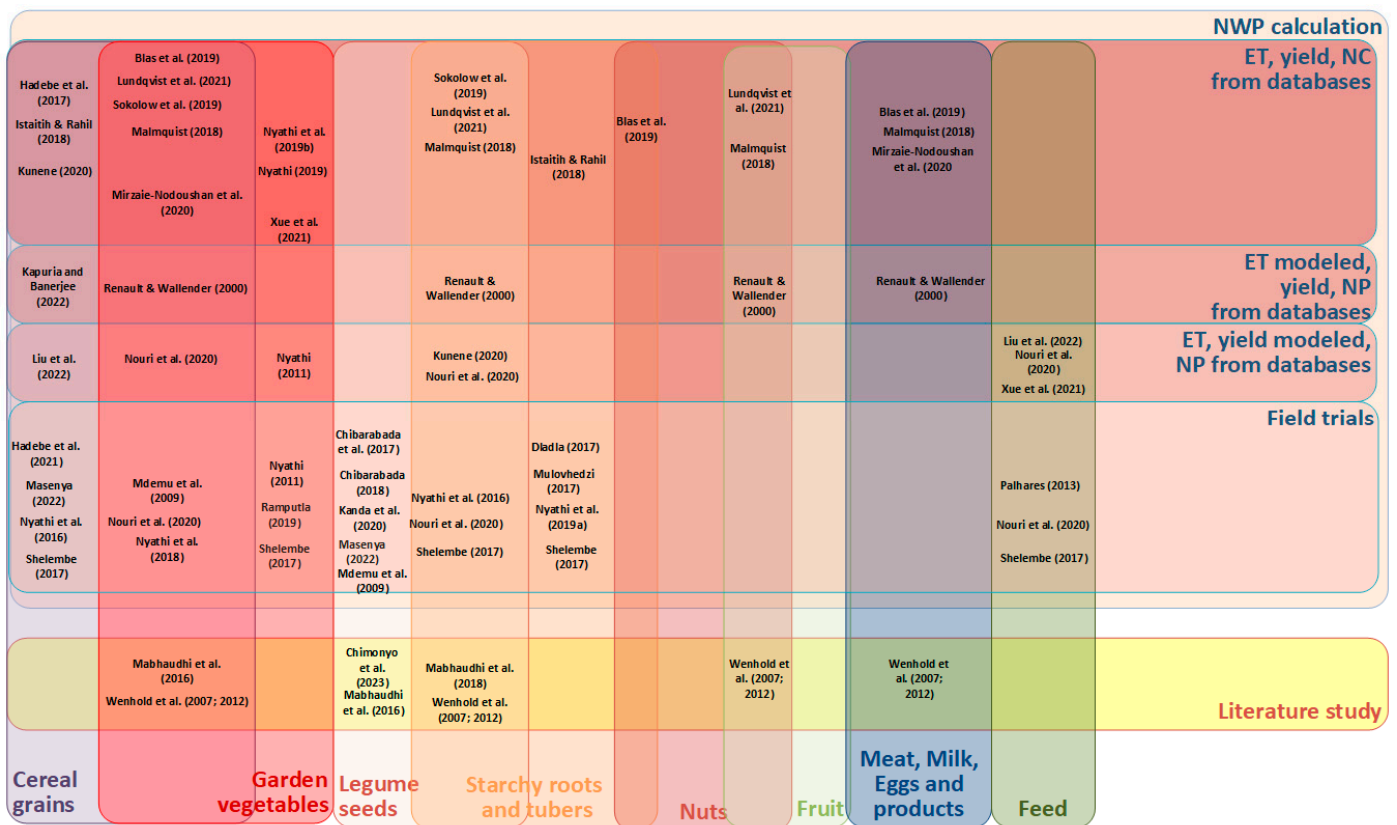 NWP calculation
ET, yield, NC
from databases
Hadebe et al.
(2017)
Istaitih & Rahil
(2018)
Kunene (2020)
Blas et al. (2019)
Lundqvist et al. (2021)
Sokolow et al. (2019)
Malmquist (2018)
Mirzaie-Nodoushan et al.
(2020)
Nyathi et al.
(2019b)
Nyathi (2019)
Xue et al.
(2021)
Sokolow et al.
(2019)
Lundqvist et al.
(2021)
Malmquist (2018)
Istaitih & Rahil
(2018)
Blas et al.
(2019)
Lundqvist et
al. (2021)
Malmquist
(2018)
Blas et al. (2019)
Malmquist (2018)
Mirzaie-Nodoushan
et al. (2020
ET modeled,
yield, NP
from databases
Kapuria and
Banerjee
(2022)
Renault & Wallender (2000)
Renault &
Wallender (2000)
Renault &
Wallender
(2000)
Renault & Wallender
(2000)
ET, yield modeled,
NP from databases
Liu et al.
(2022)
Nouri et al. (2020)
Nyathi
(2011)
Kunene (2020)
Nouri et al. (2020)
Liu et al. (2022)
Nouri et al.
(2020)
Xue et al. (2021)
Field trials
Hadebe et al.
(2021)
Masenya
(2022)
Nyathi et al.
(2016)
Shelembe
(2017)
Mdemu et al.
(2009)
Nouri et al. (2020)
Nyathi et al.
(2018)
Nyathi
(2011)
Ramputla
(2019)
Shelembe
(2017)
Chibarabada
et al. (2017)
Chibarabada
(2018)
Kanda et al.
(2020)
Masenya
(2022)
Mdemu et al.
(2009)
Nyathi et al. (2016)
Nouri et al. (2020)
Shelembe (2017)
Dladla (2017)
Mulovhedzi
(2017)
Nyathi et al.
(2019a)
Shelembe
(2017)
Palhares (2013)
Nouri et al. (2020)
Shelembe (2017)
Mabhaudhi et al.
(2016)
Wenhold et al. (2007; 2012)
Chimonyo
et al.
(2023)
Mabhaudhi
et al. (2016)
Mabhaudhi et al.
(2018)
Wenhold et al.
(2007; 2012)
Wenhold et
al. (2007;
2012)
Wenhold et
al. (2007;
2012)
Literature study
Cereal
grains
Garden
vegetables
Legume
seeds
Starchy roots
and tubers
Nuts
Fruit
Meat, Milk,
Eggs and
products
Feed